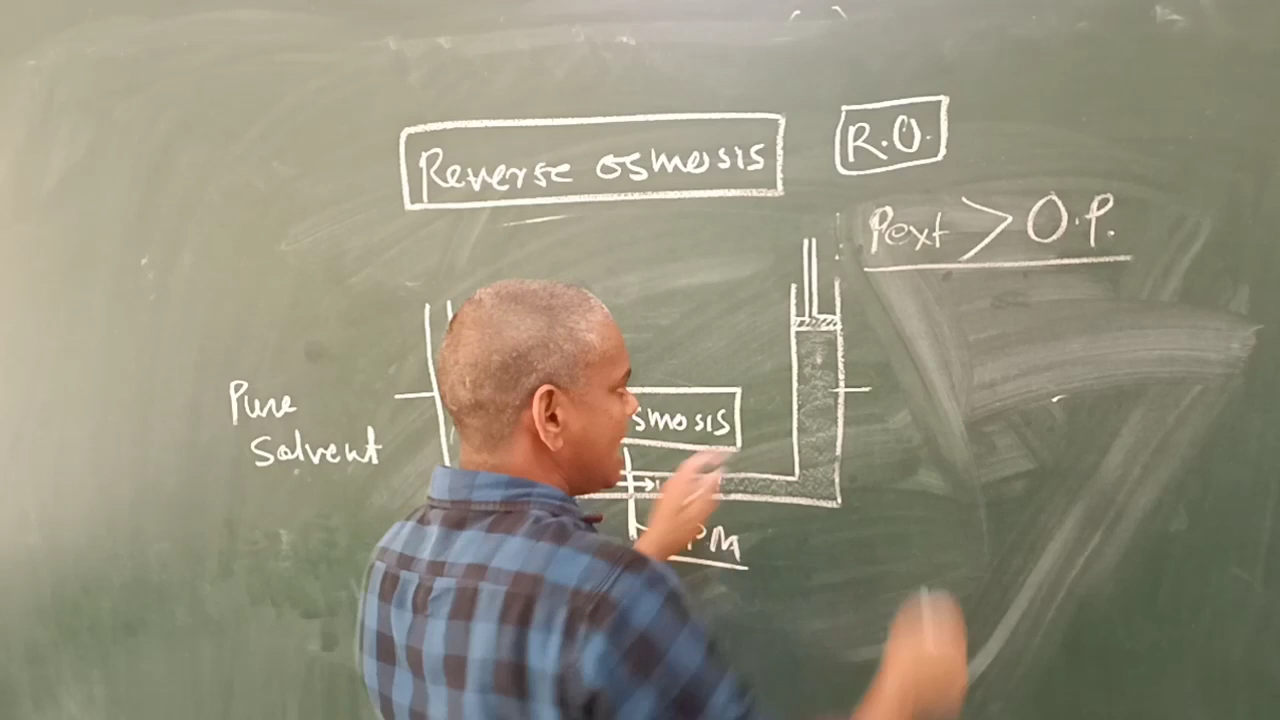 Reverse osmosis
R.O.
Pext > O.P.
Pure
Solvent
smosis
PM